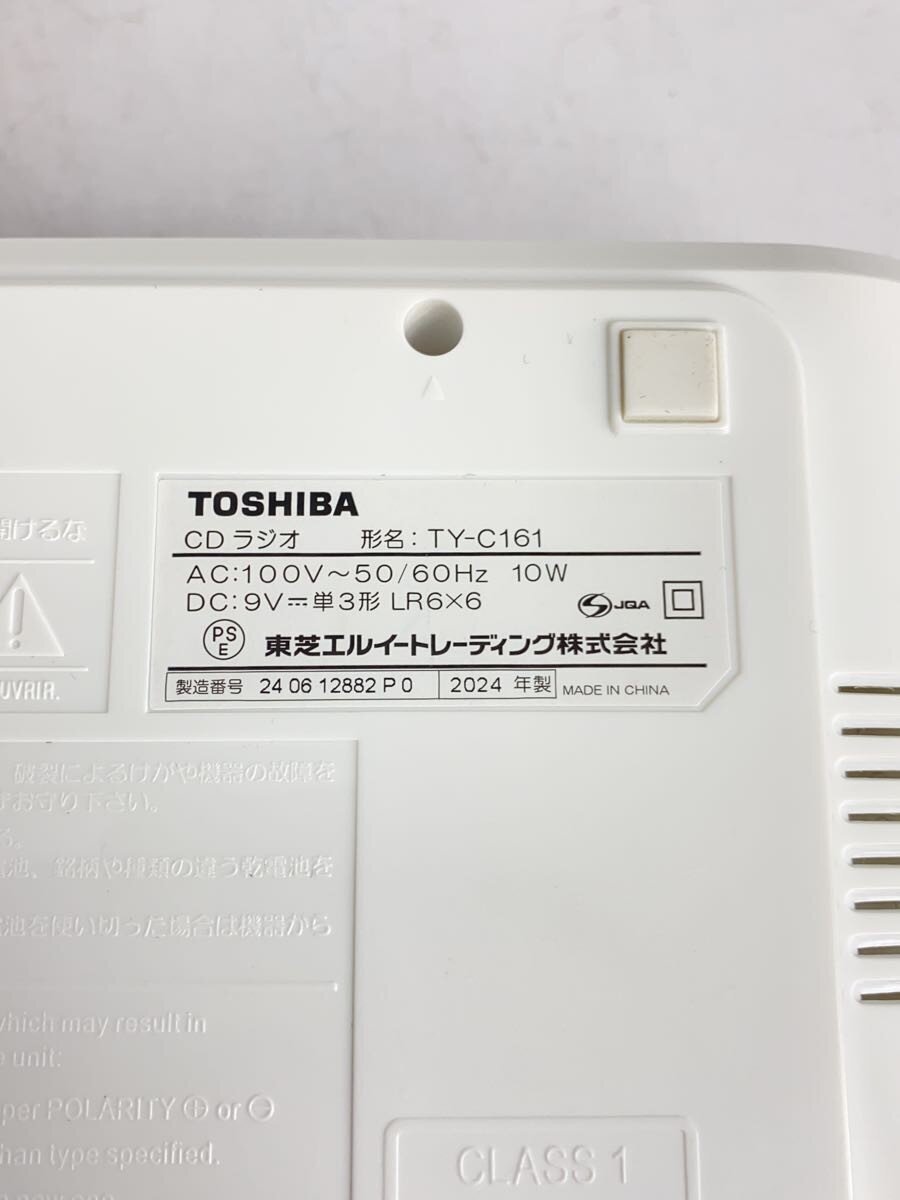 TOSHIBA
CD ラジオ 形名：TY-C161
AC:100V～50/60Hz 10W
DC:9V⎓単3形 LR6×6
JQA
PS
E
東芝エルイートレーディング株式会社
製造番号 24 06 12882 P 0 2024 年製 MADE IN CHINA
開けるな
UVRIR.
破裂によるけがや機器の故障を
ずお守り下さい。
る。
池、銘柄や種類の違う乾電池を
池を使い切った場合は機器から
which may result in
unit:
per POLARITY ⊕ or ⊖
han type specified.
new one
CLASS 1